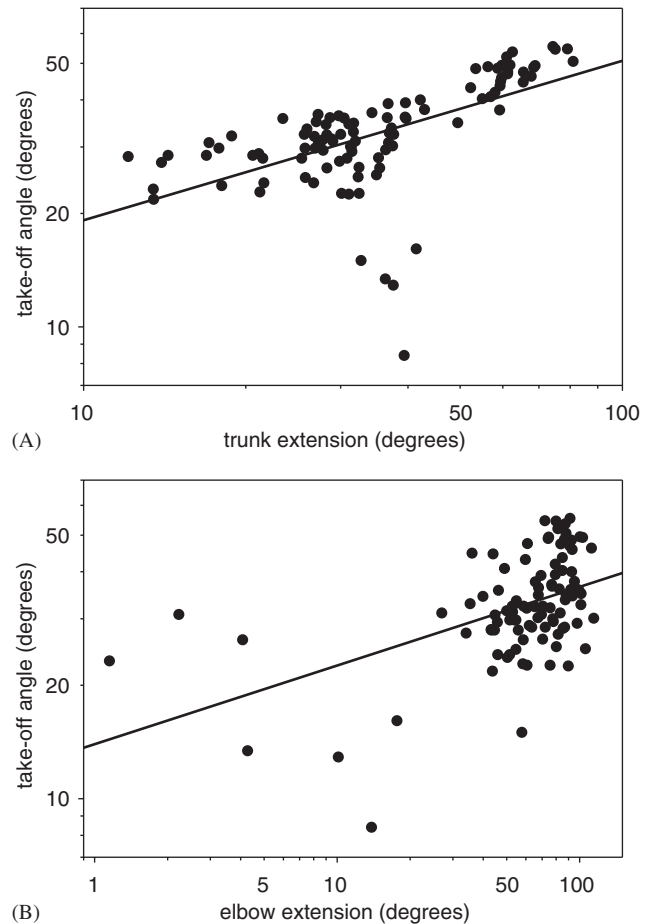 50
20
10
take-off angle (degrees)
10 50 100
(A) trunk extension (degrees)
50
20
10
take-off angle (degrees)
1 5 10 50 100
(B) elbow extension (degrees)